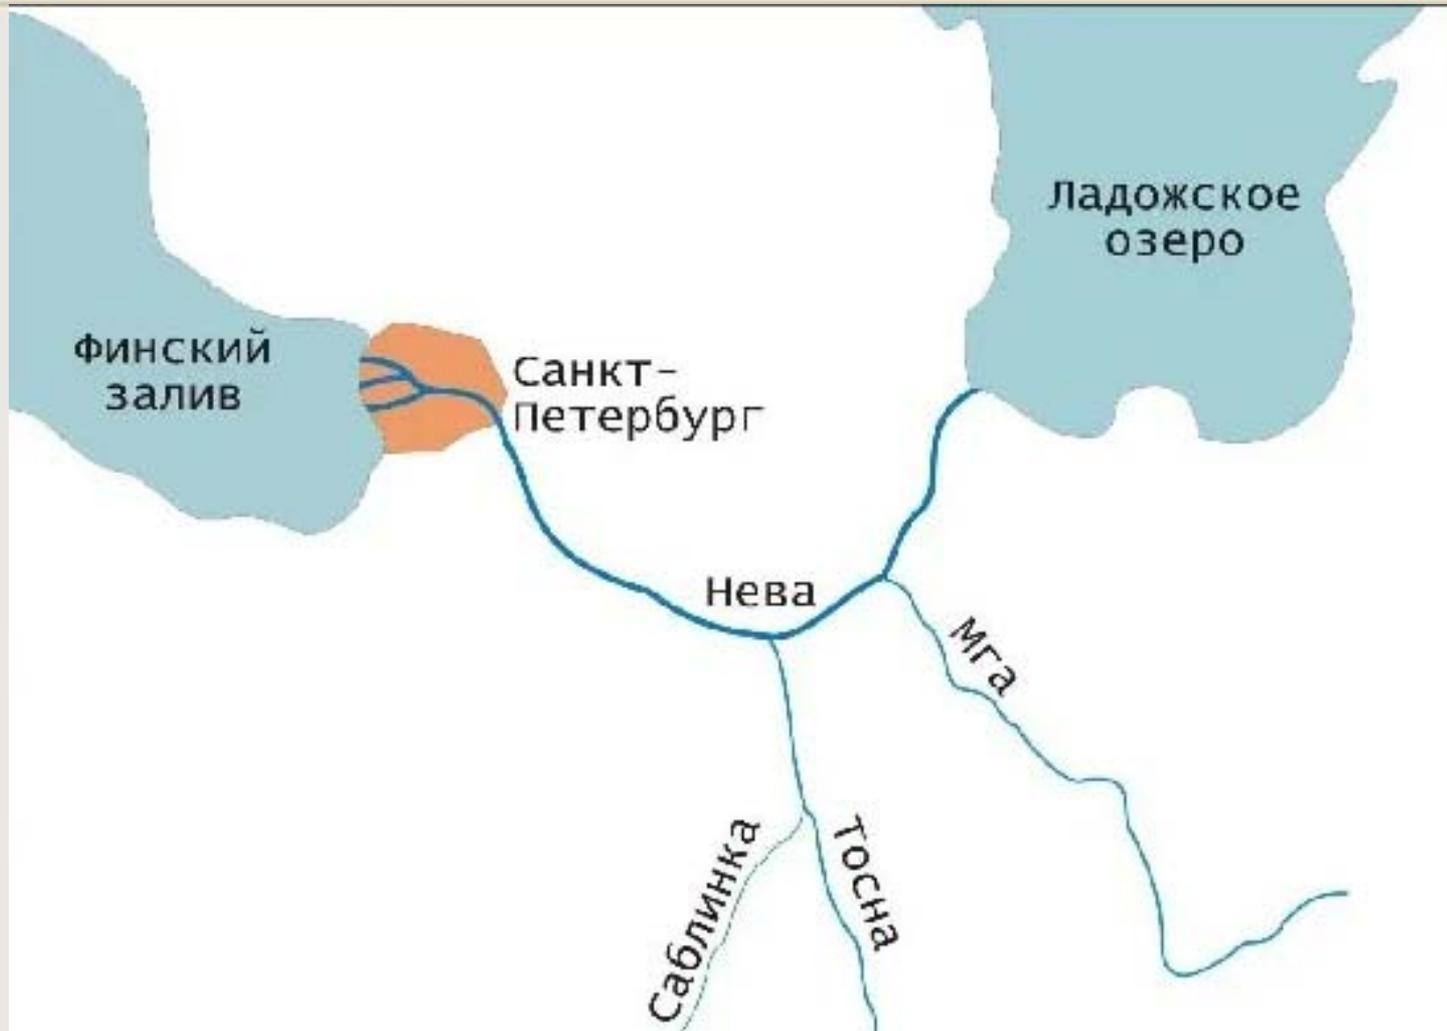 Ладожское
озеро
Финский
залив
Санкт-
Петербург
Нева
Мга
Саблинка
Тосна